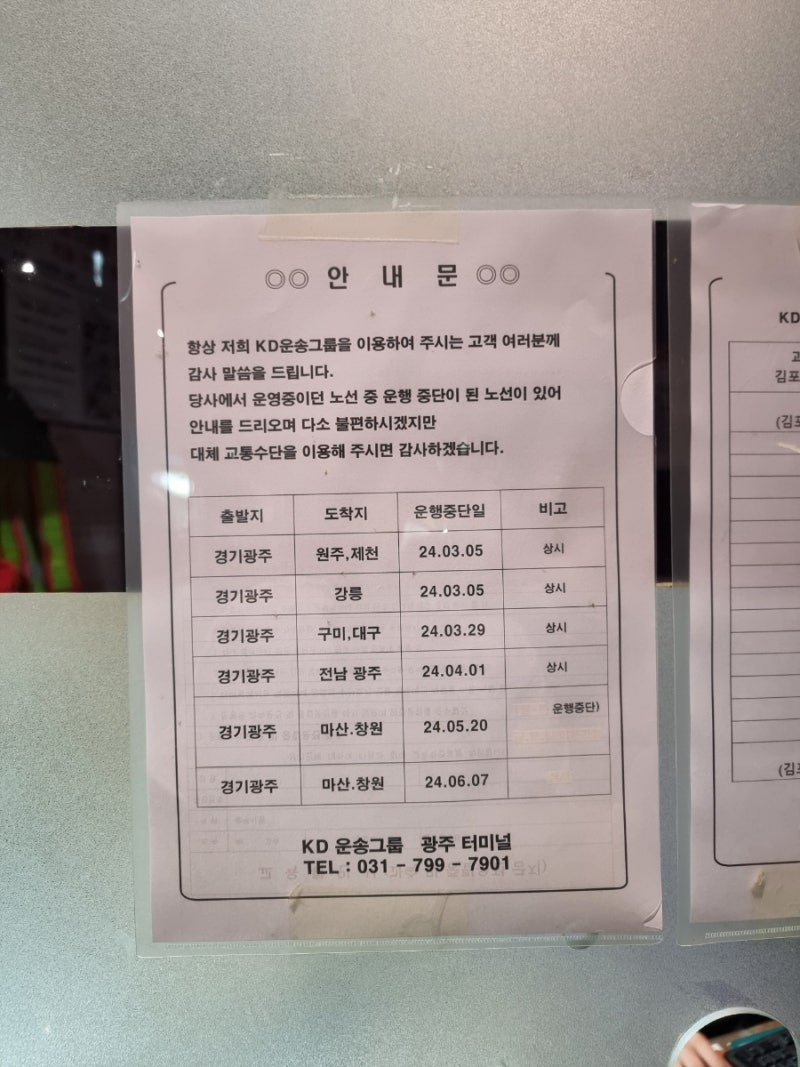 ◎◎ 안 내 문 ◎◎
항상 저희 KD운송그룹을 이용하여 주시는 고객 여러분께
감사 말씀을 드립니다.
당사에서 운영중이던 노선 중 운행 중단이 된 노선이 있어
안내를 드리오며 다소 불편하시겠지만
대체 교통수단을 이용해 주시면 감사하겠습니다.
출발지 도착지 운행중단일 비고
경기광주 원주,제천 24.03.05 상시
경기광주 강릉 24.03.05 상시
경기광주 구미,대구 24.03.29 상시
경기광주 전남 광주 24.04.01 상시
경기광주 마산.창원 24.05.20 운행중단)
경기광주 마산.창원 24.06.07
KD 운송그룹 광주 터미널
TEL : 031 - 799 - 7901
KD
김포
(김포
(김포